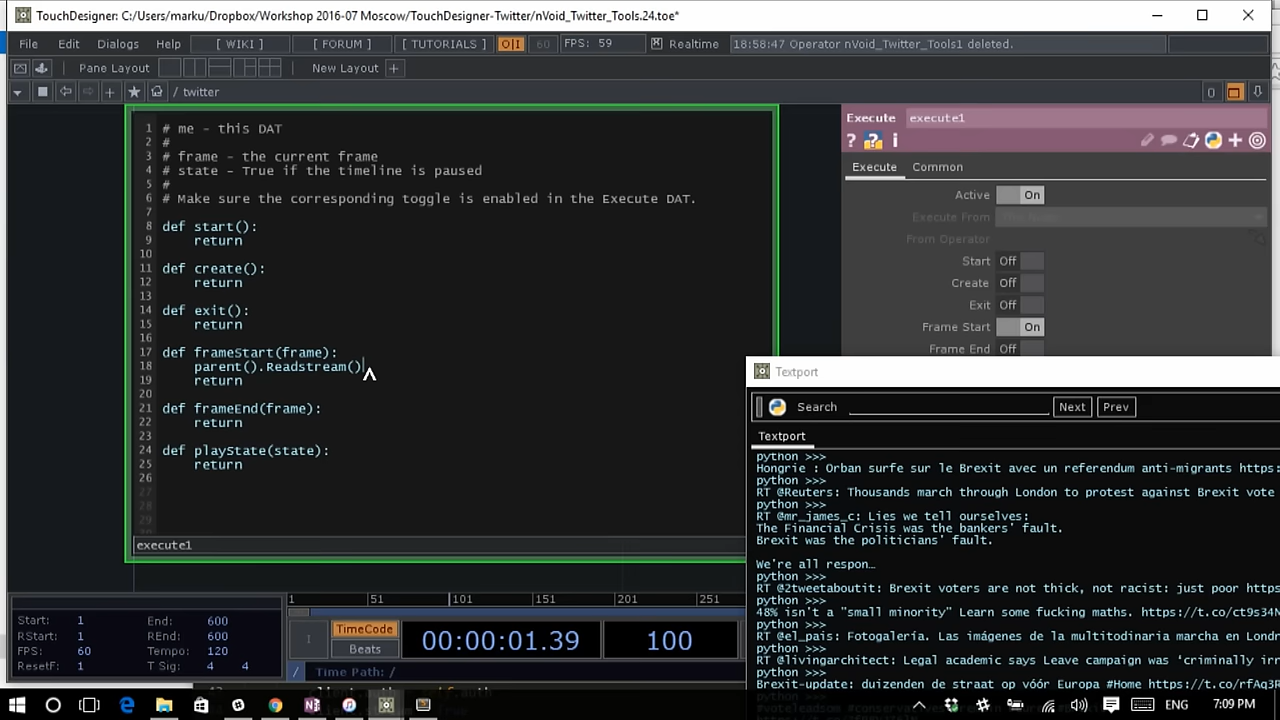 TouchDesigner: C:/Users/marku/Dropbox/Workshop 2016-07 Moscow/TouchDesigner-Twitter/nVoid_Twitter_Tools.24.toe*
File Edit Dialogs Help [ WIKI ] [ FORUM ] [ TUTORIALS ] O|I 60 FPS: 59 Realtime 18:58:47 Operator nVoid_Twitter_Tools1 deleted.
Pane Layout New Layout +
/ twitter 0
1 # me - this DAT
2 #
3 # frame - the current frame
4 # state - True if the timeline is paused
5 #
6 # Make sure the corresponding toggle is enabled in the Execute DAT.
7
8 def start():
9 return
10
11 def create():
12 return
13
14 def exit():
15 return
16
17 def frameStart(frame):
18 parent().Readstream()
19 return
20
21 def frameEnd(frame):
22 return
23
24 def playState(state):
25 return
26
27
28
29
execute1
Execute execute1
? ? i
Execute Common
Active On
Execute From
From Operator
Start Off
Create Off
Exit Off
Frame Start On
Frame End Off
Textport
Search Next Prev
Textport
python >>>
Hongrie : Orban surfe sur le Brexit avec un referendum anti-migrants https:
python >>>
RT @Reuters: Thousands march through London to protest against Brexit vote
python >>>
RT @mr_james_c: Lies we tell ourselves:
The Financial Crisis was the bankers' fault.
Brexit was the politicians' fault.
We're all respon…
python >>>
RT @2tweetaboutit: Brexit voters are not thick, not racist: just poor https
python >>>
48% isn't a "small minority" Learn some fucking maths. https://t.co/ct9s34M
python >>>
RT @el_pais: Fotogalería. Las imágenes de la multitodinaria marcha en Londr
python >>>
RT @livingarchitect: Legal academic says Leave campaign was 'criminally irr
python >>>
Brexit-update: duizenden de straat op vóór Europa #Home https://t.co/rfAq3R
Start: 1 End: 600
RStart: 1 REnd: 600
FPS: 60 Tempo: 120
ResetF: 1 T Sig: 4 4
1 51 101 151 201 251
1 TimeCode Beats 00:00:01.39 100
/ Time Path: /
ENG 7:09 PM